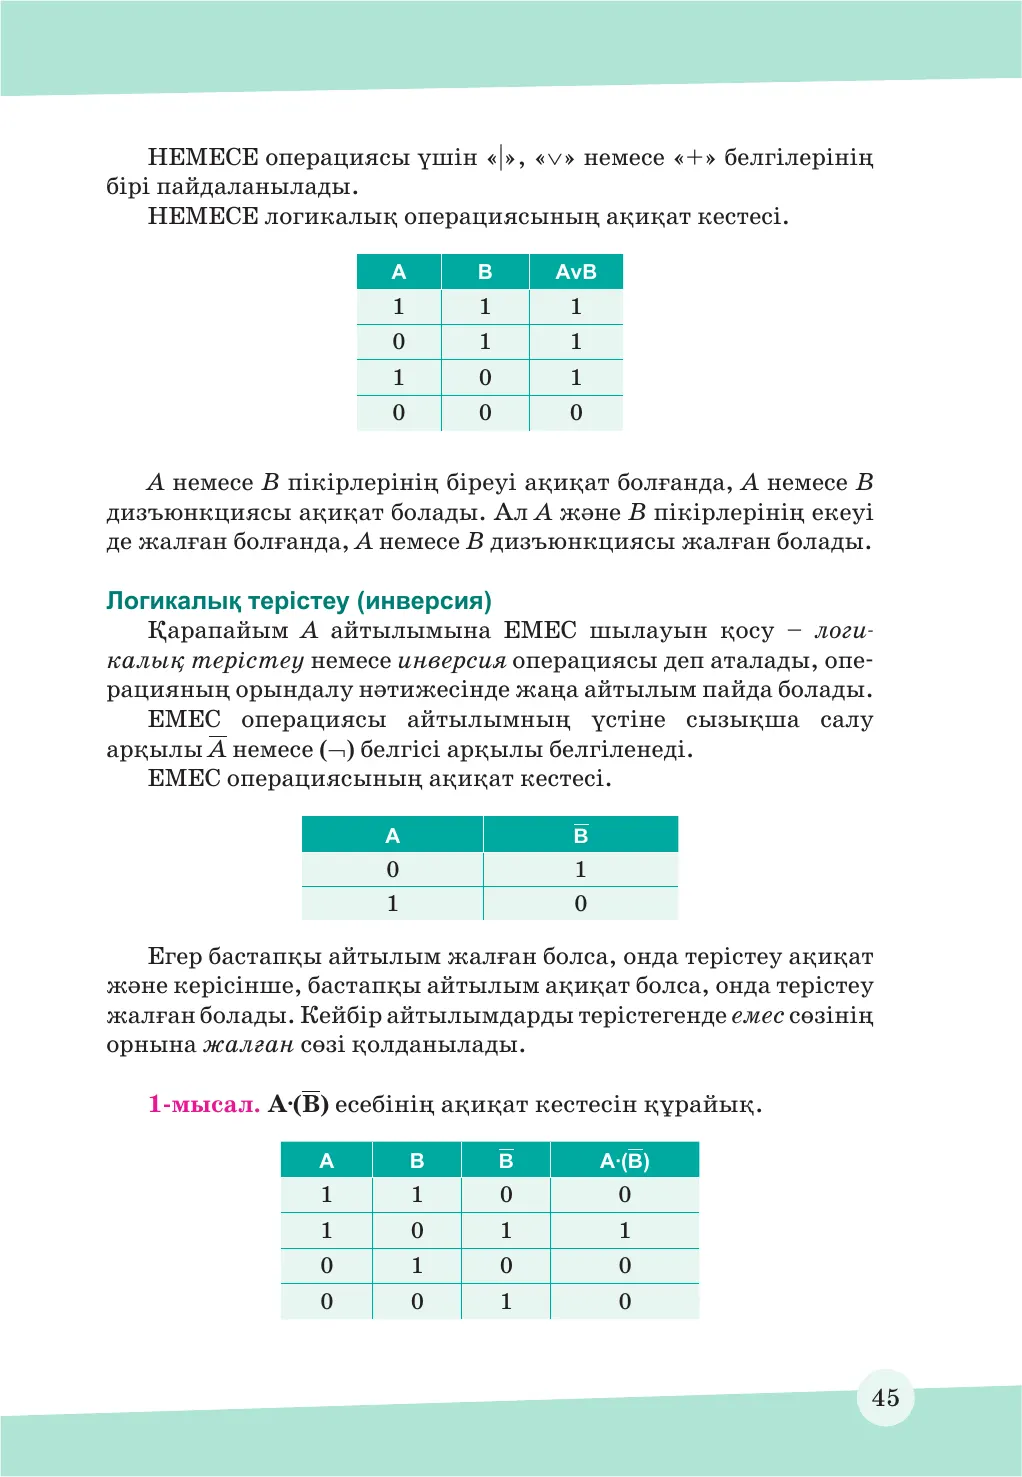 НЕМЕСЕ операциясы үшін «|», «∨» немесе «+» белгілерінің
бірі пайдаланылады.
НЕМЕСЕ логикалық операциясының ақиқат кестесі.
A B AvB
1 1 1
0 1 1
1 0 1
0 0 0
A немесе B пікірлерінің біреуі ақиқат болғанда, A немесе B
дизъюнкциясы ақиқат болады. Ал A және B пікірлерінің екеуі
де жалған болғанда, A немесе B дизъюнкциясы жалған болады.
Логикалық терістеу (инверсия)
Қарапайым A айтылымына ЕМЕС шылауын қосу – логи-
калық терістеу немесе инверсия операциясы деп аталады, опе-
рацияның орындалу нәтижесінде жаңа айтылым пайда болады.
ЕМЕС операциясы айтылымның үстіне сызықша салу
арқылы A̅ немесе (¬) белгісі арқылы белгіленеді.
ЕМЕС операциясының ақиқат кестесі.
A B̅
0 1
1 0
Егер бастапқы айтылым жалған болса, онда терістеу ақиқат
және керісінше, бастапқы айтылым ақиқат болса, онда терістеу
жалған болады. Кейбір айтылымдарды терістегенде емес сөзінің
орнына жалған сөзі қолданылады.
1-мысал. A·(B̅) есебінің ақиқат кестесін құрайық.
A B B̅ A·(B̅)
1 1 0 0
1 0 1 1
0 1 0 0
0 0 1 0
45